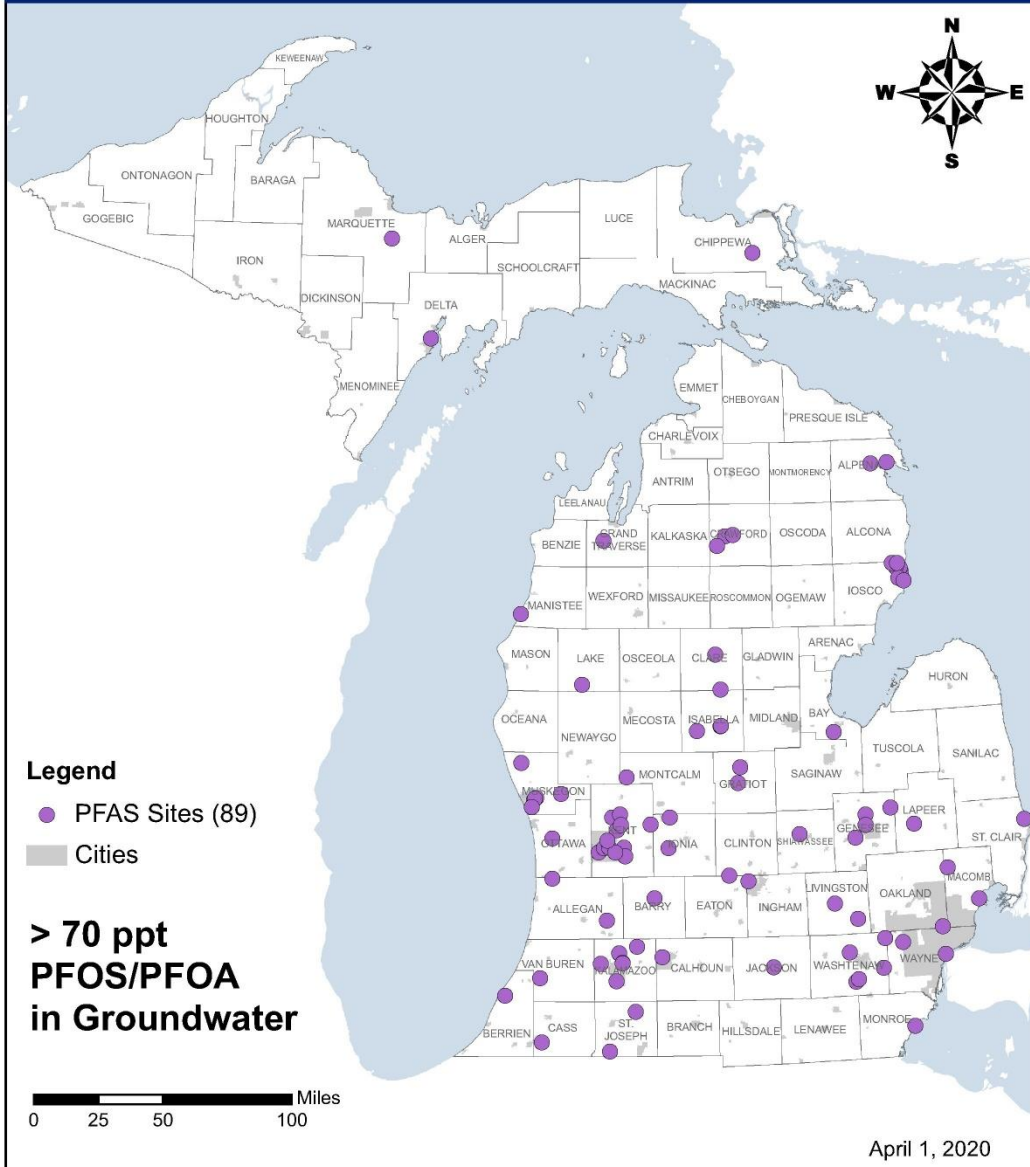 N
W E
S
KEWEENAW
HOUGHTON
ONTONAGON
BARAGA
GOGEBIC
MARQUETTE
LUCE
ALGER
CHIPPEWA
IRON
SCHOOLCRAFT
MACKINAC
DICKINSON
DELTA
MENOMINEE
EMMET
CHEBOYGAN
PRESQUE ISLE
CHARLEVOIX
OTSEGO
MONTMORENCY
ALPENA
ANTRIM
LEELANAU
BENZIE
GRAND
TRAVERSE
KALKASKA
CRAWFORD
OSCODA
ALCONA
MANISTEE
WEXFORD
MISSAUKEE
ROSCOMMON
OGEMAW
IOSCO
ARENAC
MASON
LAKE
OSCEOLA
CLARE
GLADWIN
HURON
OCEANA
NEWAYGO
MECOSTA
ISABELLA
MIDLAND
BAY
TUSCOLA
SANILAC
MONTCALM
GRATIOT
SAGINAW
MUSKEGON
KENT
OTTAWA
IONIA
CLINTON
SHIAWASSEE
GENESEE
LAPEER
ST. CLAIR
ALLEGAN
BARRY
EATON
INGHAM
LIVINGSTON
OAKLAND
MACOMB
VAN BUREN
KALAMAZOO
CALHOUN
JACKSON
WASHTENAW
WAYNE
BERRIEN
CASS
ST.
JOSEPH
BRANCH
HILLSDALE
LENAWEE
MONROE
Legend
PFAS Sites (89)
Cities
> 70 ppt
PFOS/PFOA
in Groundwater
Miles
0 25 50 100
April 1, 2020